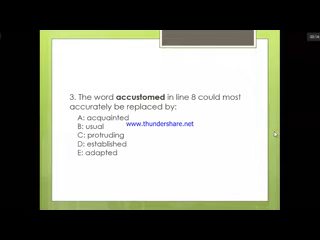 3. The word accustomed in line 8 could most
accurately be replaced by:
A: acquainted
B: usual
www.thundershare.net
C: protruding
D: established
E: adapted